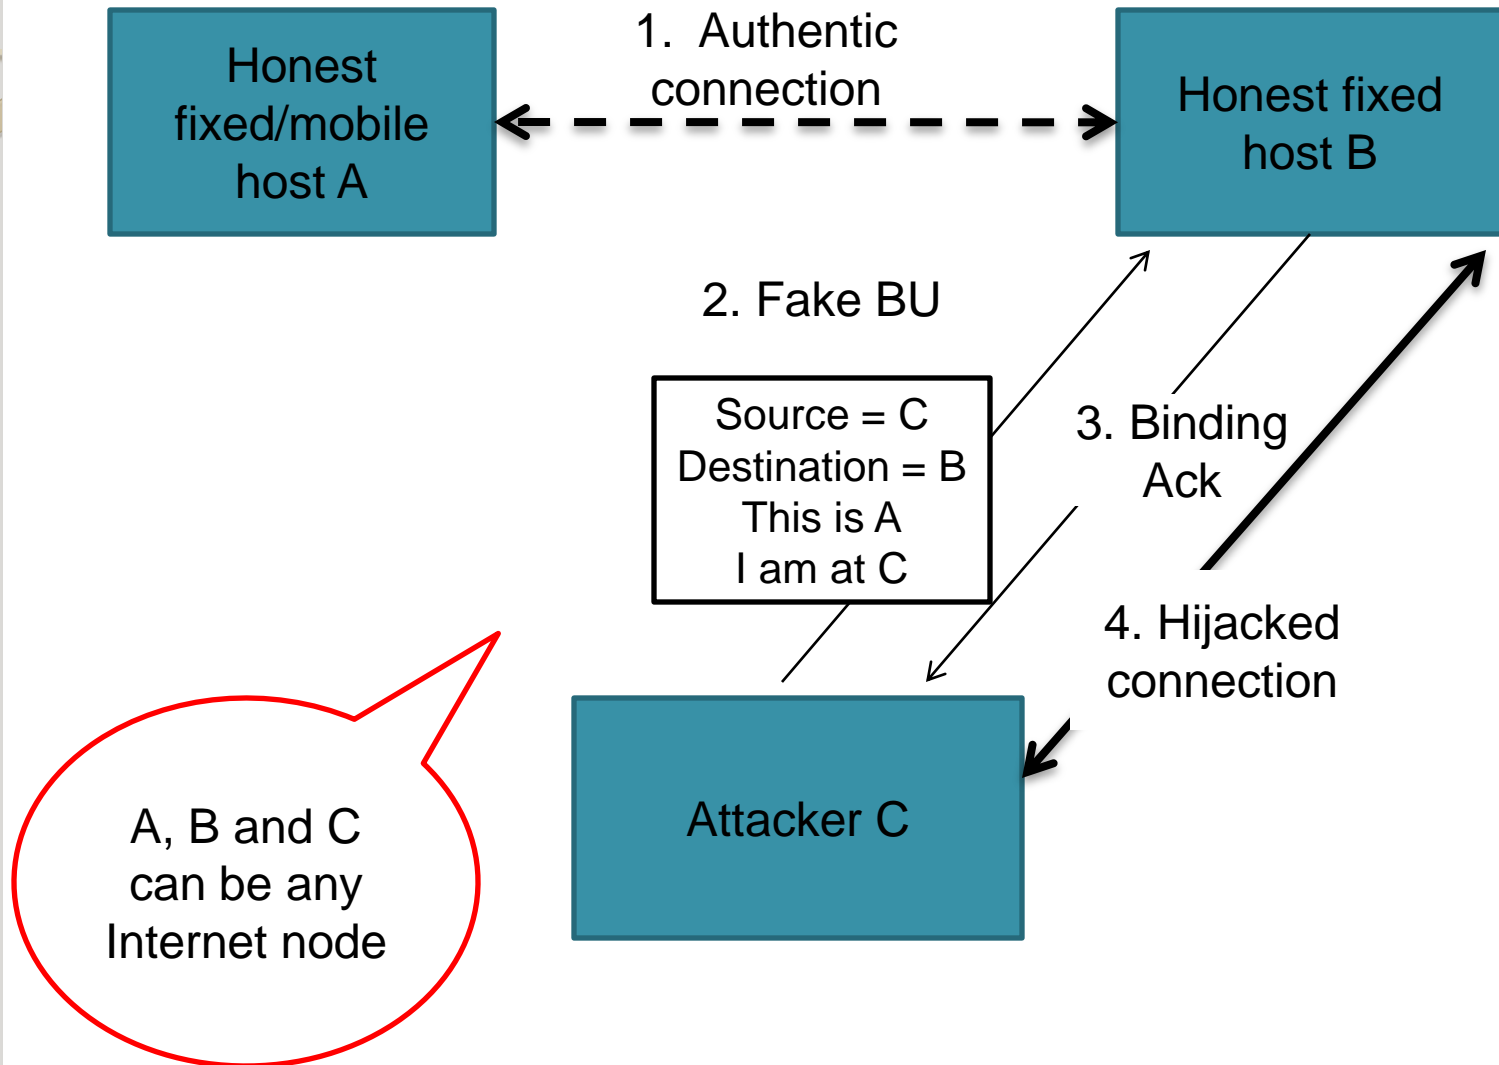 Honest
fixed/mobile
host A
1. Authentic
connection
Honest fixed
host B
2. Fake BU
Source = C
Destination = B
This is A
I am at C
3. Binding
Ack
4. Hijacked
connection
Attacker C
A, B and C
can be any
Internet node